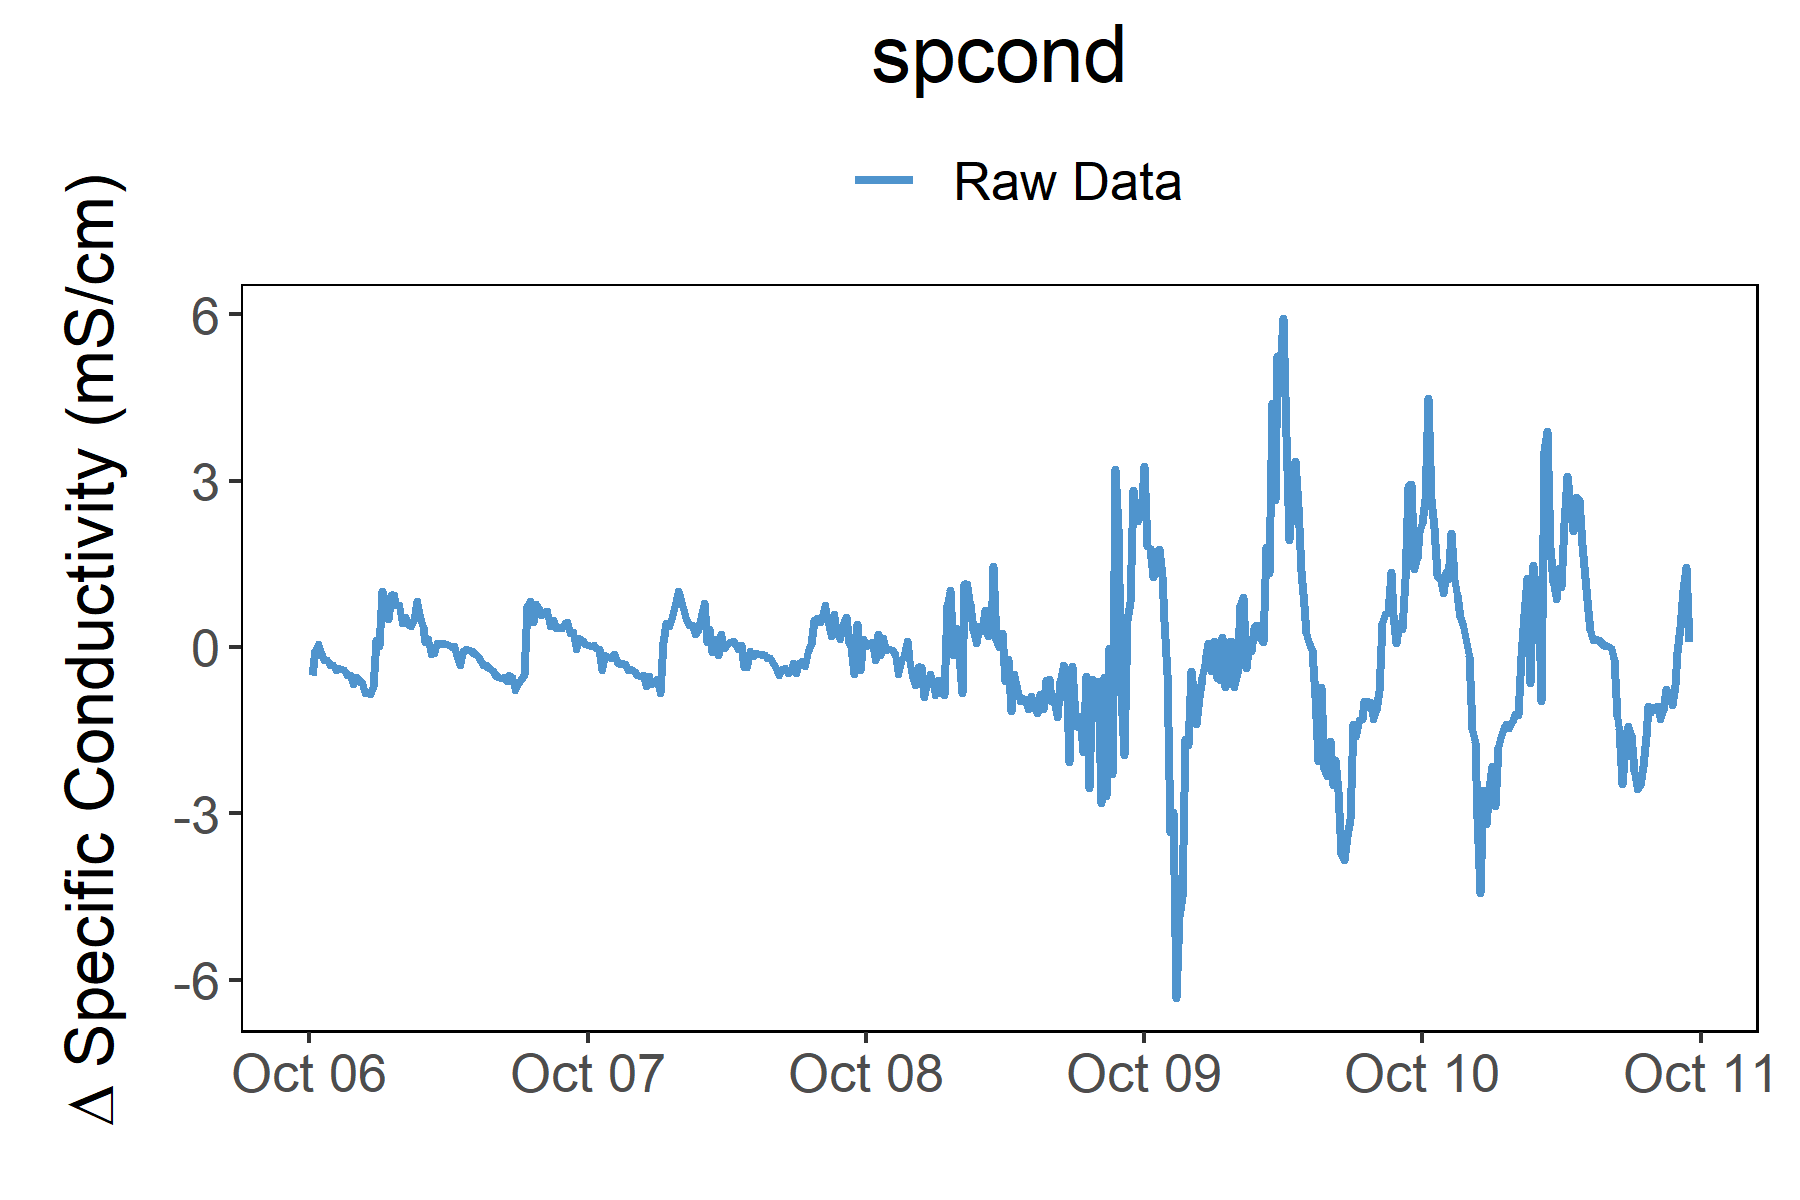 spcond
Raw Data
Δ Specific Conductivity (mS/cm)
6
3
0
-3
-6
Oct 06 Oct 07 Oct 08 Oct 09 Oct 10 Oct 11